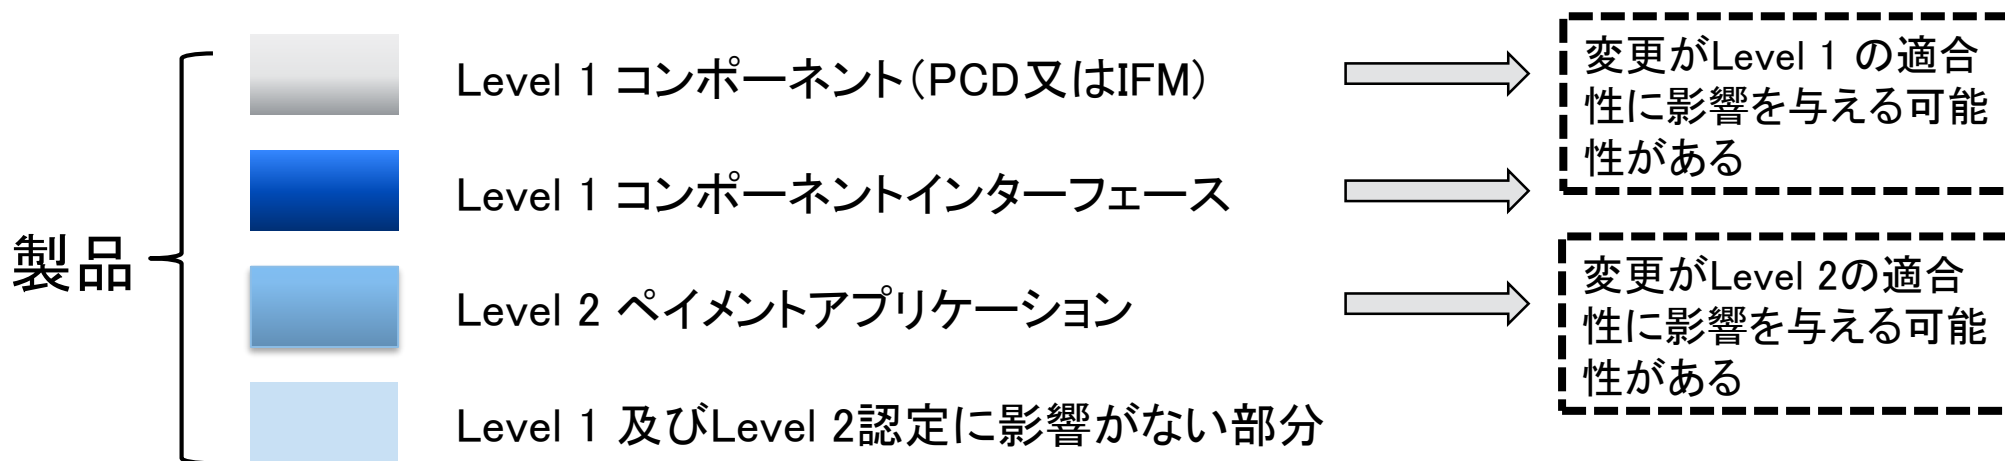 製品
Level 1 コンポーネント（PCD又はIFM）
変更がLevel 1 の適合
性に影響を与える可能
性がある
Level 1 コンポーネントインターフェース
Level 2 ペイメントアプリケーション
変更がLevel 2の適合
性に影響を与える可能
性がある
Level 1 及びLevel 2認定に影響がない部分